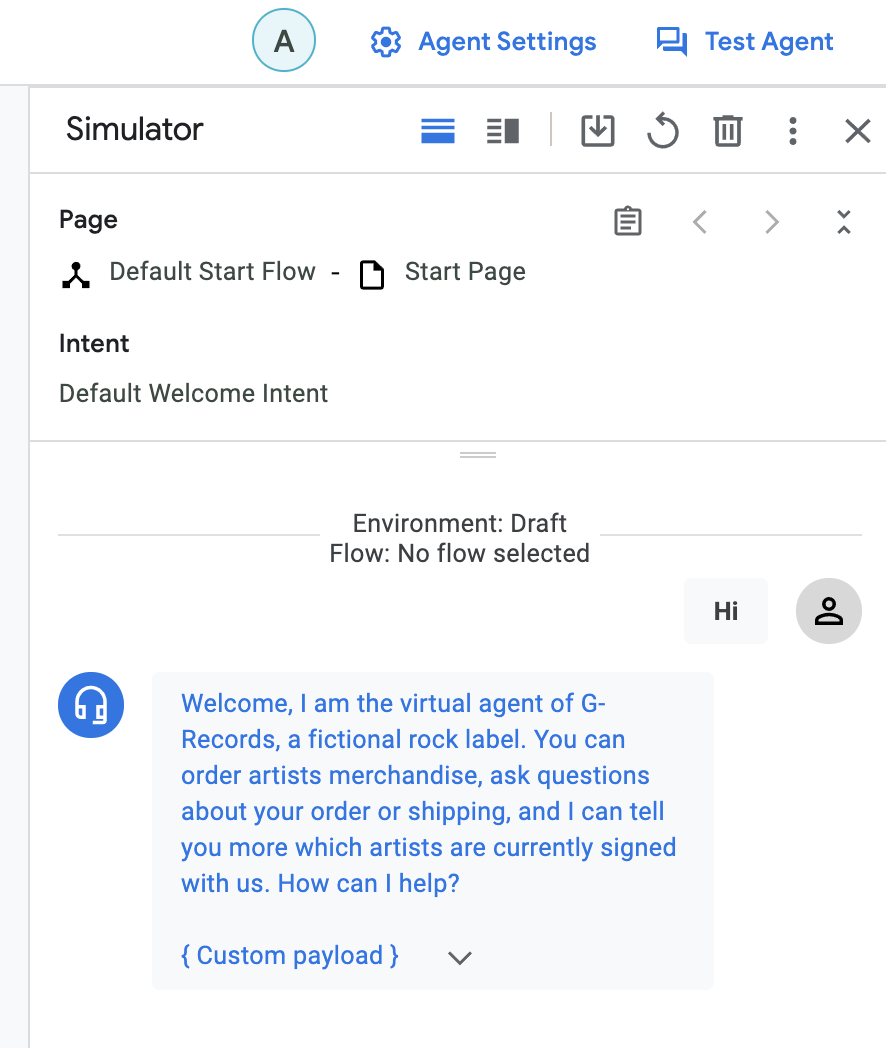 A Agent Settings Test Agent
Simulator
Page
Default Start Flow - Start Page
Intent
Default Welcome Intent
Environment: Draft
Flow: No flow selected
Hi
Welcome, I am the virtual agent of G-
Records, a fictional rock label. You can
order artists merchandise, ask questions
about your order or shipping, and I can tell
you more which artists are currently signed
with us. How can I help?
{ Custom payload }